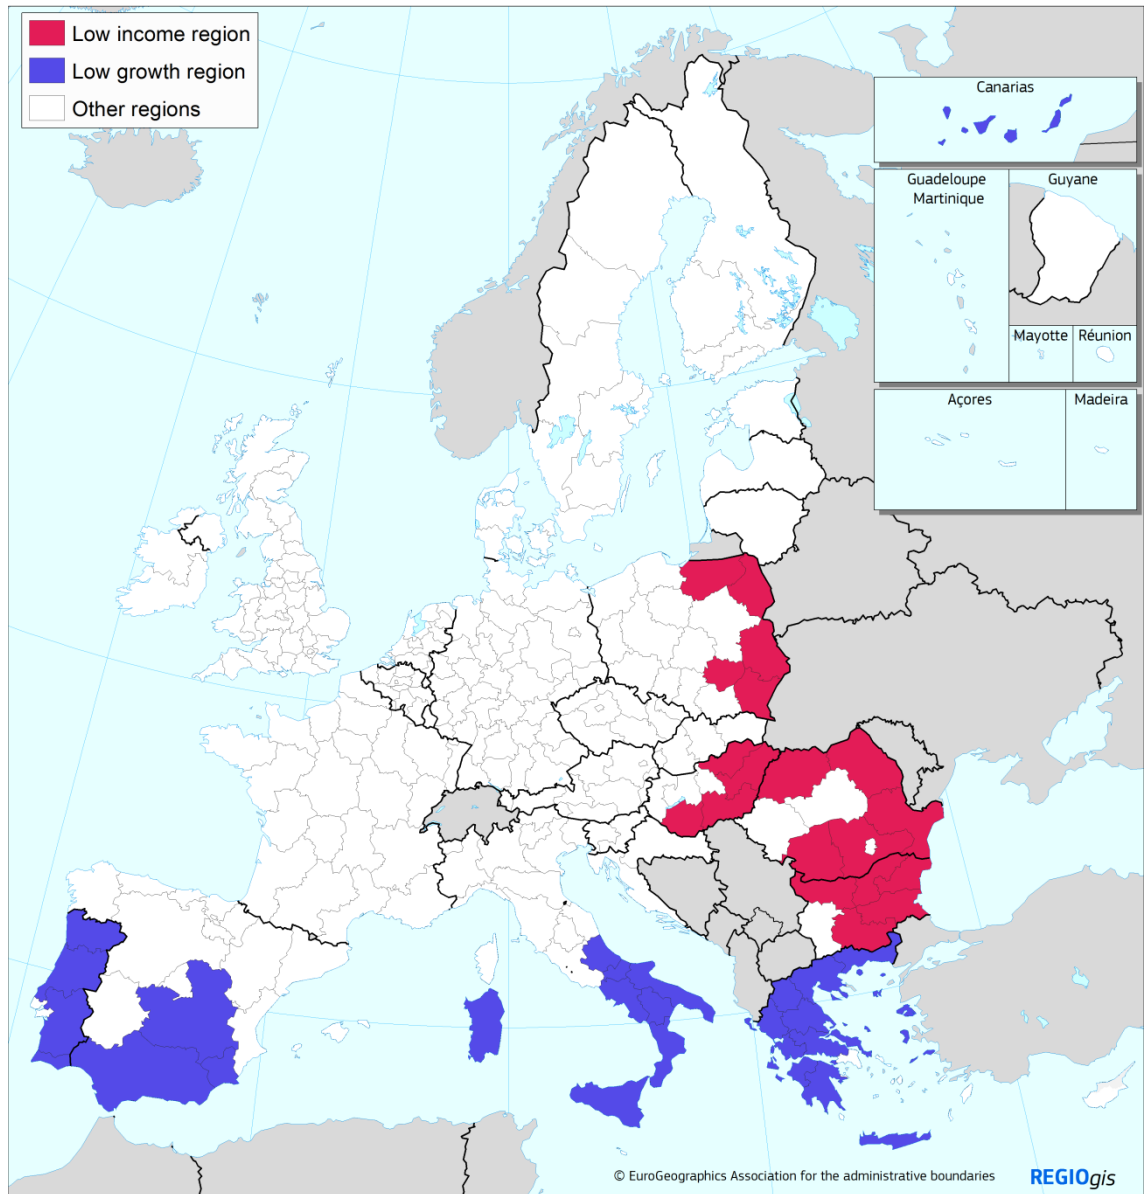 Low income region
Low growth region
Other regions
Canarias
Guadeloupe
Martinique
Guyane
Mayotte
Réunion
Açores
Madeira
© EuroGeographics Association for the administrative boundaries
REGIOgis